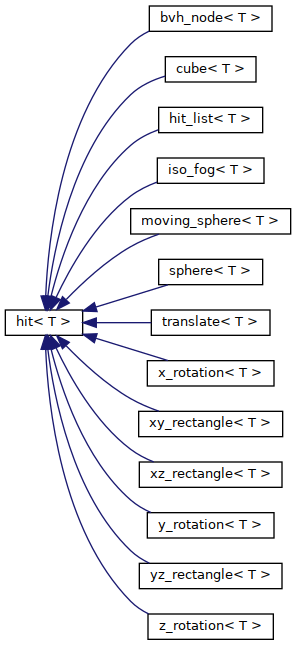 bvh_node< T >
cube< T >
hit_list< T >
iso_fog< T >
moving_sphere< T >
sphere< T >
hit< T >
translate< T >
x_rotation< T >
xy_rectangle< T >
xz_rectangle< T >
y_rotation< T >
yz_rectangle< T >
z_rotation< T >